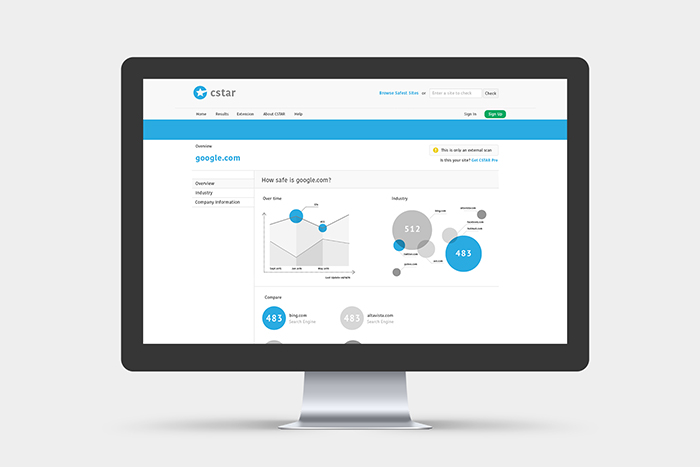 cstar
Browse Safest Sites or Enter a site to check Check
Home Results Extension About CSTAR Help Sign In Sign Up
Overview
google.com
This is only an external scan
Is this your site? Get CSTAR Pro
Overview
Industry
Company Information
How safe is google.com?
Over time
Industry
bing.com
512
483
Compare
483 bing.com
Search Engine
483 altavista.com
Search Engine